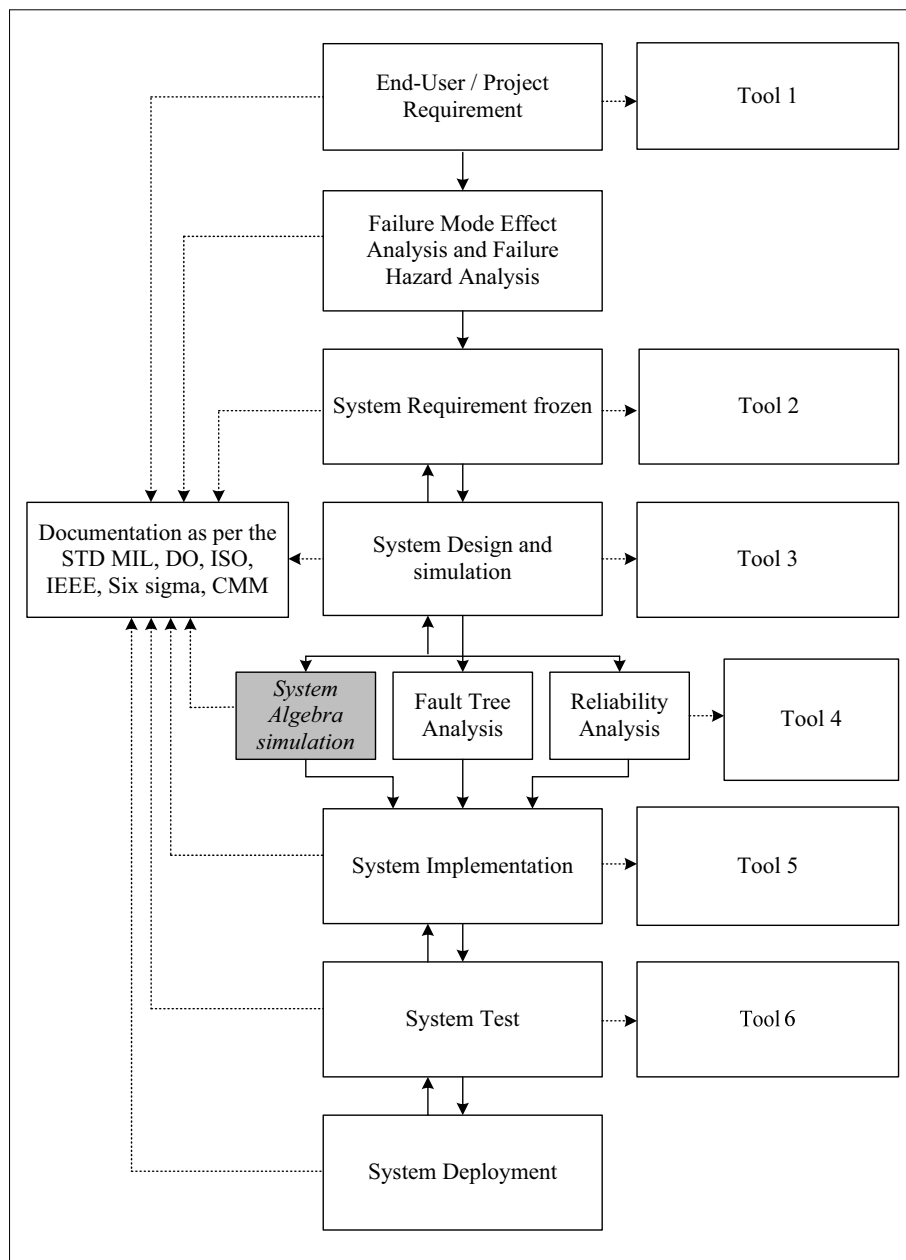 End-User / Project
Requirement
Tool 1
Failure Mode Effect
Analysis and Failure
Hazard Analysis
System Requirement frozen
Tool 2
Documentation as per the
STD MIL, DO, ISO,
IEEE, Six sigma, CMM
System Design and
simulation
Tool 3
System
Algebra
simulation
Fault Tree
Analysis
Reliability
Analysis
Tool 4
System Implementation
Tool 5
System Test
Tool 6
System Deployment